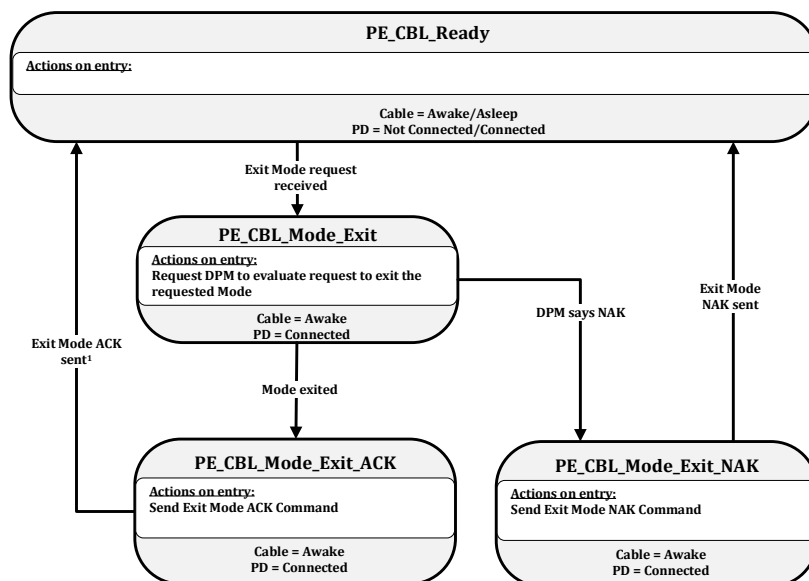 PE_CBL_Ready
Actions on entry:
Cable = Awake/Asleep
PD = Not Connected/Connected
Exit Mode request
received
PE_CBL_Mode_Exit
Actions on entry:
Request DPM to evaluate request to exit the
requested Mode
Cable = Awake
PD = Connected
Exit Mode
NAK sent
DPM says NAK
Exit Mode ACK
sent¹
Mode exited
PE_CBL_Mode_Exit_ACK
Actions on entry:
Send Exit Mode ACK Command
Cable = Awake
PD = Connected
PE_CBL_Mode_Exit_NAK
Actions on entry:
Send Exit Mode NAK Command
Cable = Awake
PD = Connected